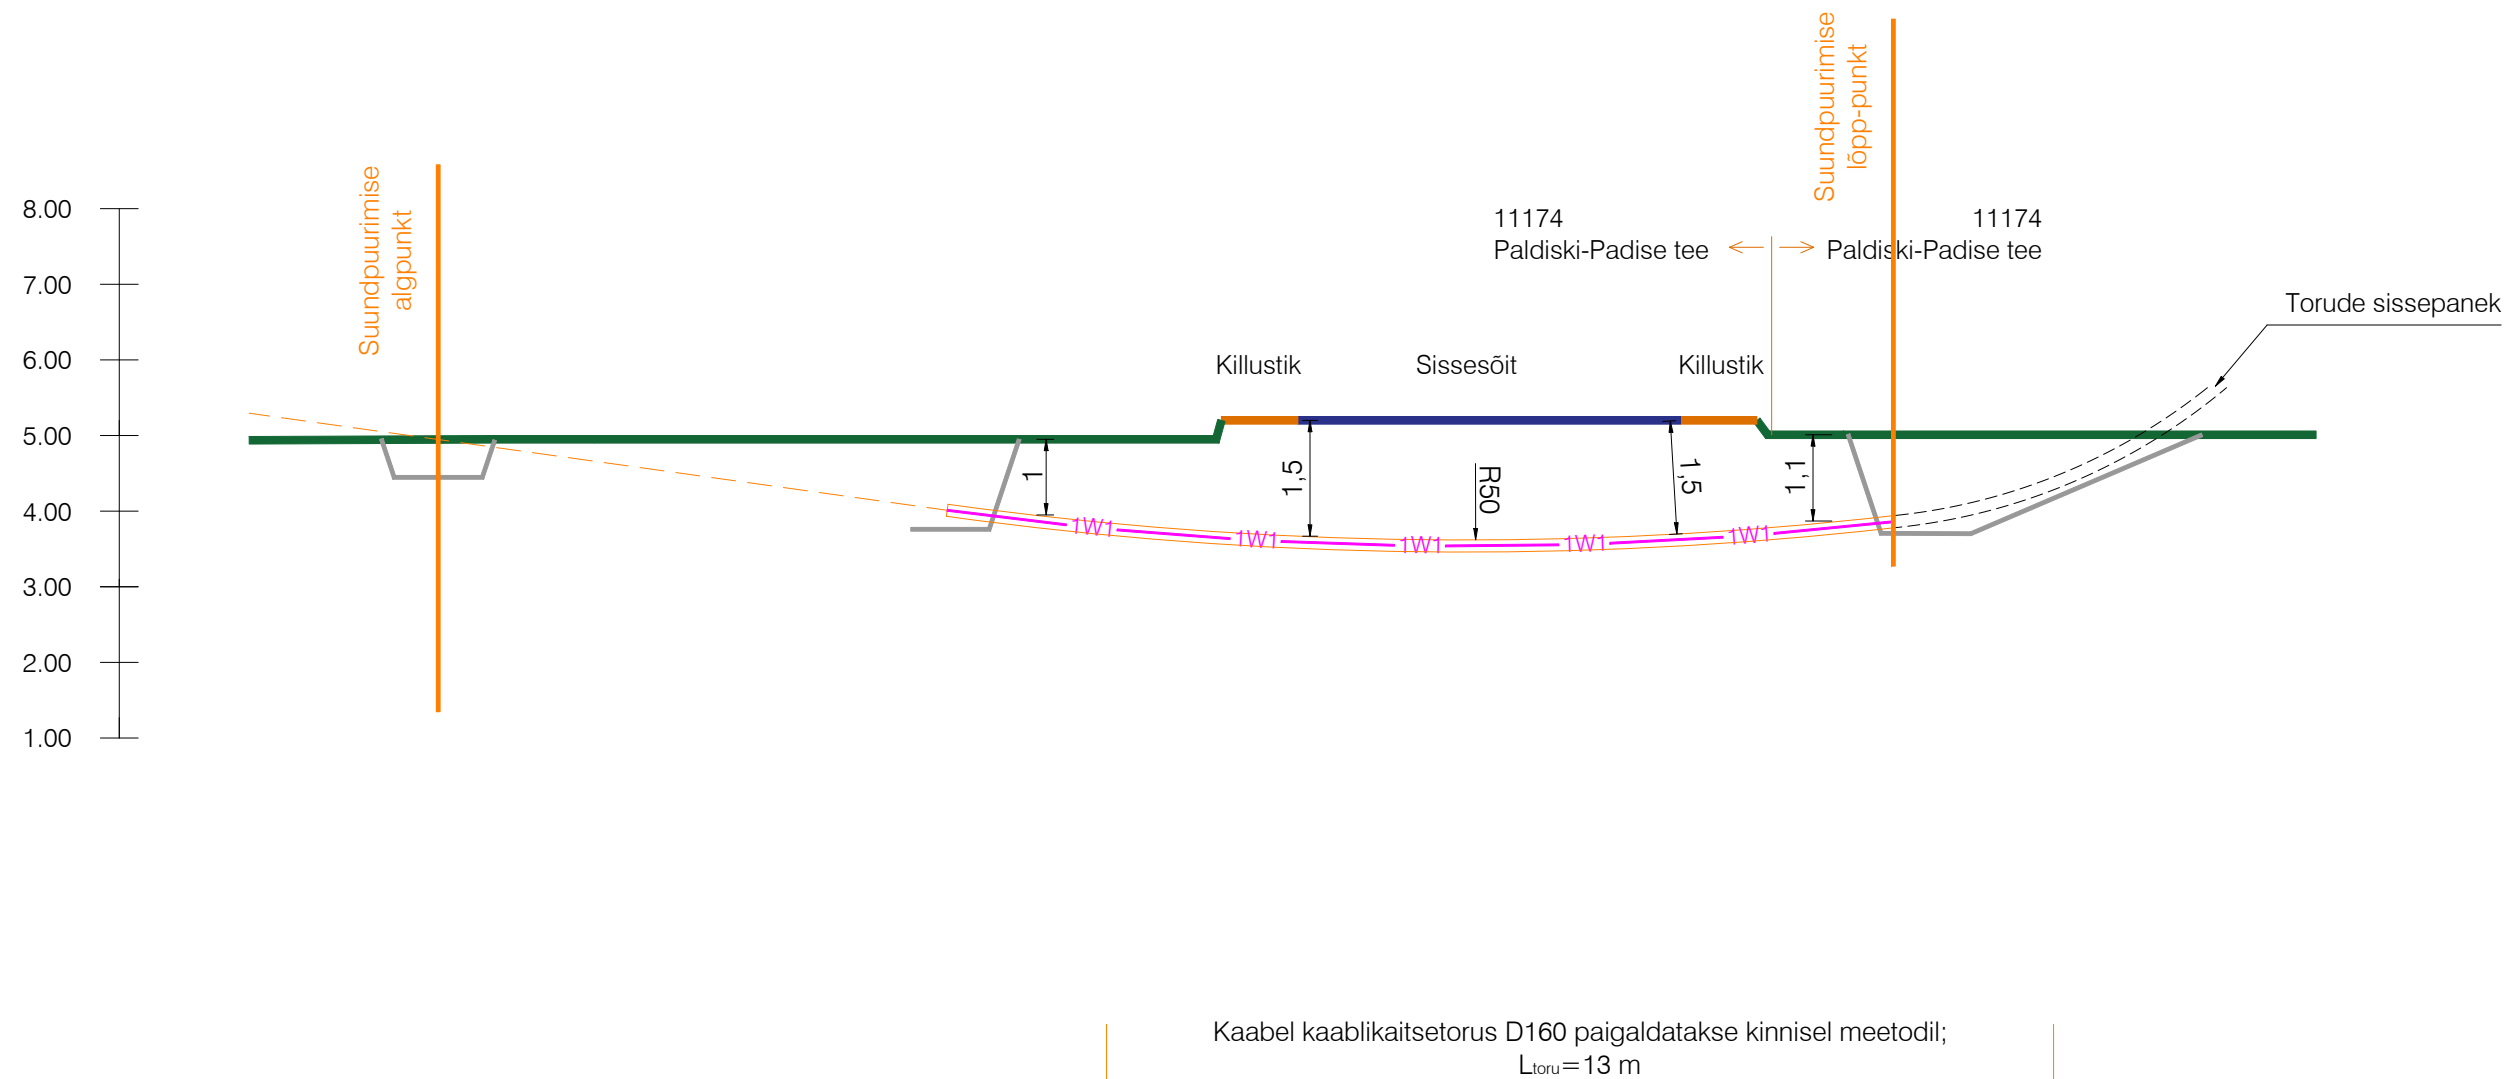 Suundpuurimise
lõpp-punkt
Suundpuurimise
algpunkt
8.00
7.00
6.00
5.00
4.00
3.00
2.00
1.00
11174
Paldiski-Padise tee
11174
Paldiski-Padise tee
Torude sissepanek
Killustik
Sissesõit
Killustik
1
1,5
R50
1,5
1,1
1W1
1W1
1W1
1W1
1W1
Kaabel kaablikaitsetorus D160 paigaldatakse kinnisel meetodil;
Ltoru=13 m